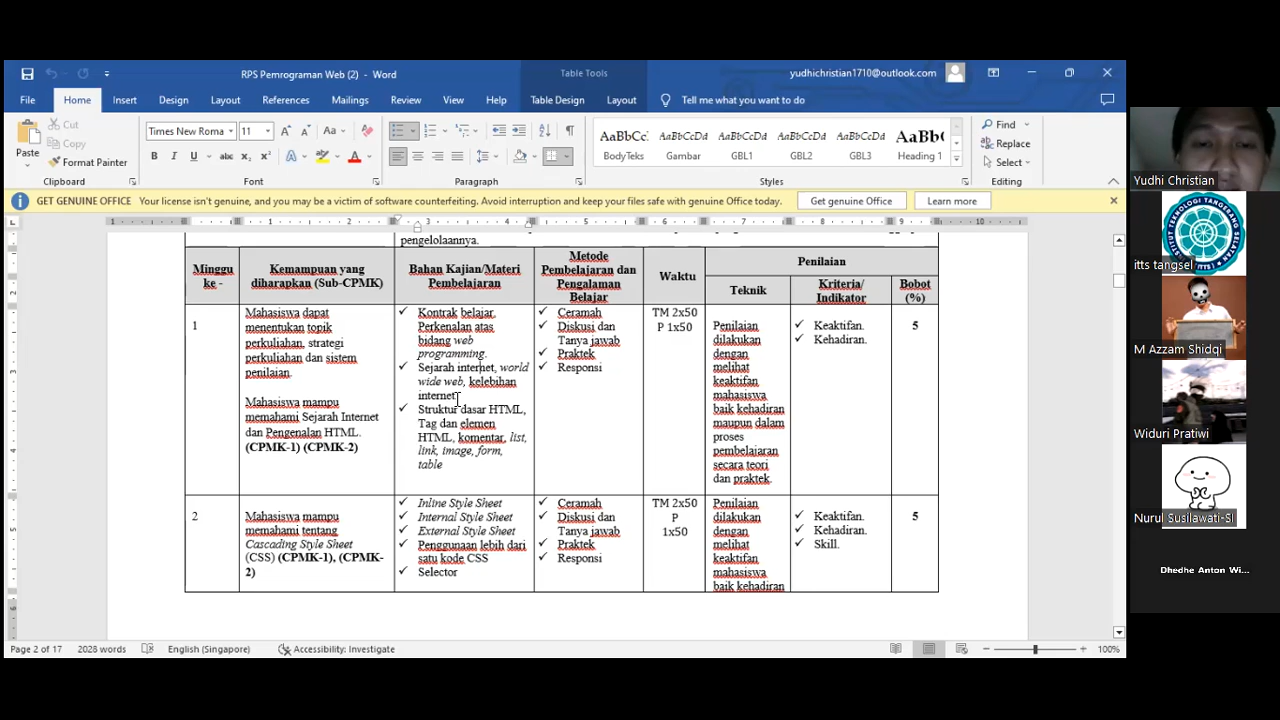 RPS Pemrograman Web (2) - Word
Table Tools
yudhichristian1710@outlook.com
File Home Insert Design Layout References Mailings Review View Help Table Design Layout Tell me what you want to do
Paste
Cut
Copy
Format Painter
Clipboard
Times New Roma 11
Font
Paragraph
AaBbCc AaBbCcDd AaBbCcDd AaBbCcDd AaBbCcDd AaBb(
BodyTeks Gambar GBL1 GBL2 GBL3 Heading 1
Styles
Find
Replace
Select
Editing
GET GENUINE OFFICE Your license isn't genuine, and you may be a victim of software counterfeiting. Avoid interruption and keep your files safe with genuine Office today. Get genuine Office Learn more
pengelolaannya.
Minggu
ke -
Kemampuan yang
diharapkan (Sub-CPMK)
Bahan Kajian/Materi
Pembelajaran
Metode
Pembelajaran dan
Pengalaman
Belajar
Waktu
Penilaian
Teknik
Kriteria/
Indikator
Bobot
(%)
1
Mahasiswa dapat
menentukan topik
perkuliahan, strategi
perkuliahan dan sistem
penilaian.
Mahasiswa mampu
memahami Sejarah Internet
dan Pengenalan HTML.
(CPMK-1) (CPMK-2)
✓ Kontrak belajar.
Perkenalan atas
bidang web
programming.
✓ Sejarah internet, world
wide web, kelebihan
internet
✓ Struktur dasar HTML,
Tag dan elemen
HTML, komentar, list,
link, image, form,
table
✓ Ceramah
✓ Diskusi dan
Tanya jawab
✓ Praktek
✓ Responsi
TM 2x50
P 1x50
Penilaian
dilakukan
dengan
melihat
keaktifan
mahasiswa
baik kehadiran
maupun dalam
proses
pembelajaran
secara teori
dan praktek.
✓ Keaktifan.
✓ Kehadiran.
5
2
Mahasiswa mampu
memahami tentang
Cascading Style Sheet
(CSS) (CPMK-1), (CPMK-
2)
✓ Inline Style Sheet
✓ Internal Style Sheet
✓ External Style Sheet
✓ Penggunaan lebih dari
satu kode CSS
✓ Selector
✓ Ceramah
✓ Diskusi dan
Tanya jawab
✓ Praktek
✓ Responsi
TM 2x50
P
1x50
Penilaian
dilakukan
dengan
melihat
keaktifan
mahasiswa
baik kehadiran
✓ Keaktifan.
✓ Kehadiran.
✓ Skill.
5
Page 2 of 17 2028 words English (Singapore) Accessibility: Investigate 100%
Yudhi Christian
itts tangsel
M Azzam Shidqi
Widuri Pratiwi
Nurul Susilawati-SI
Dhedhe Anton Wi...